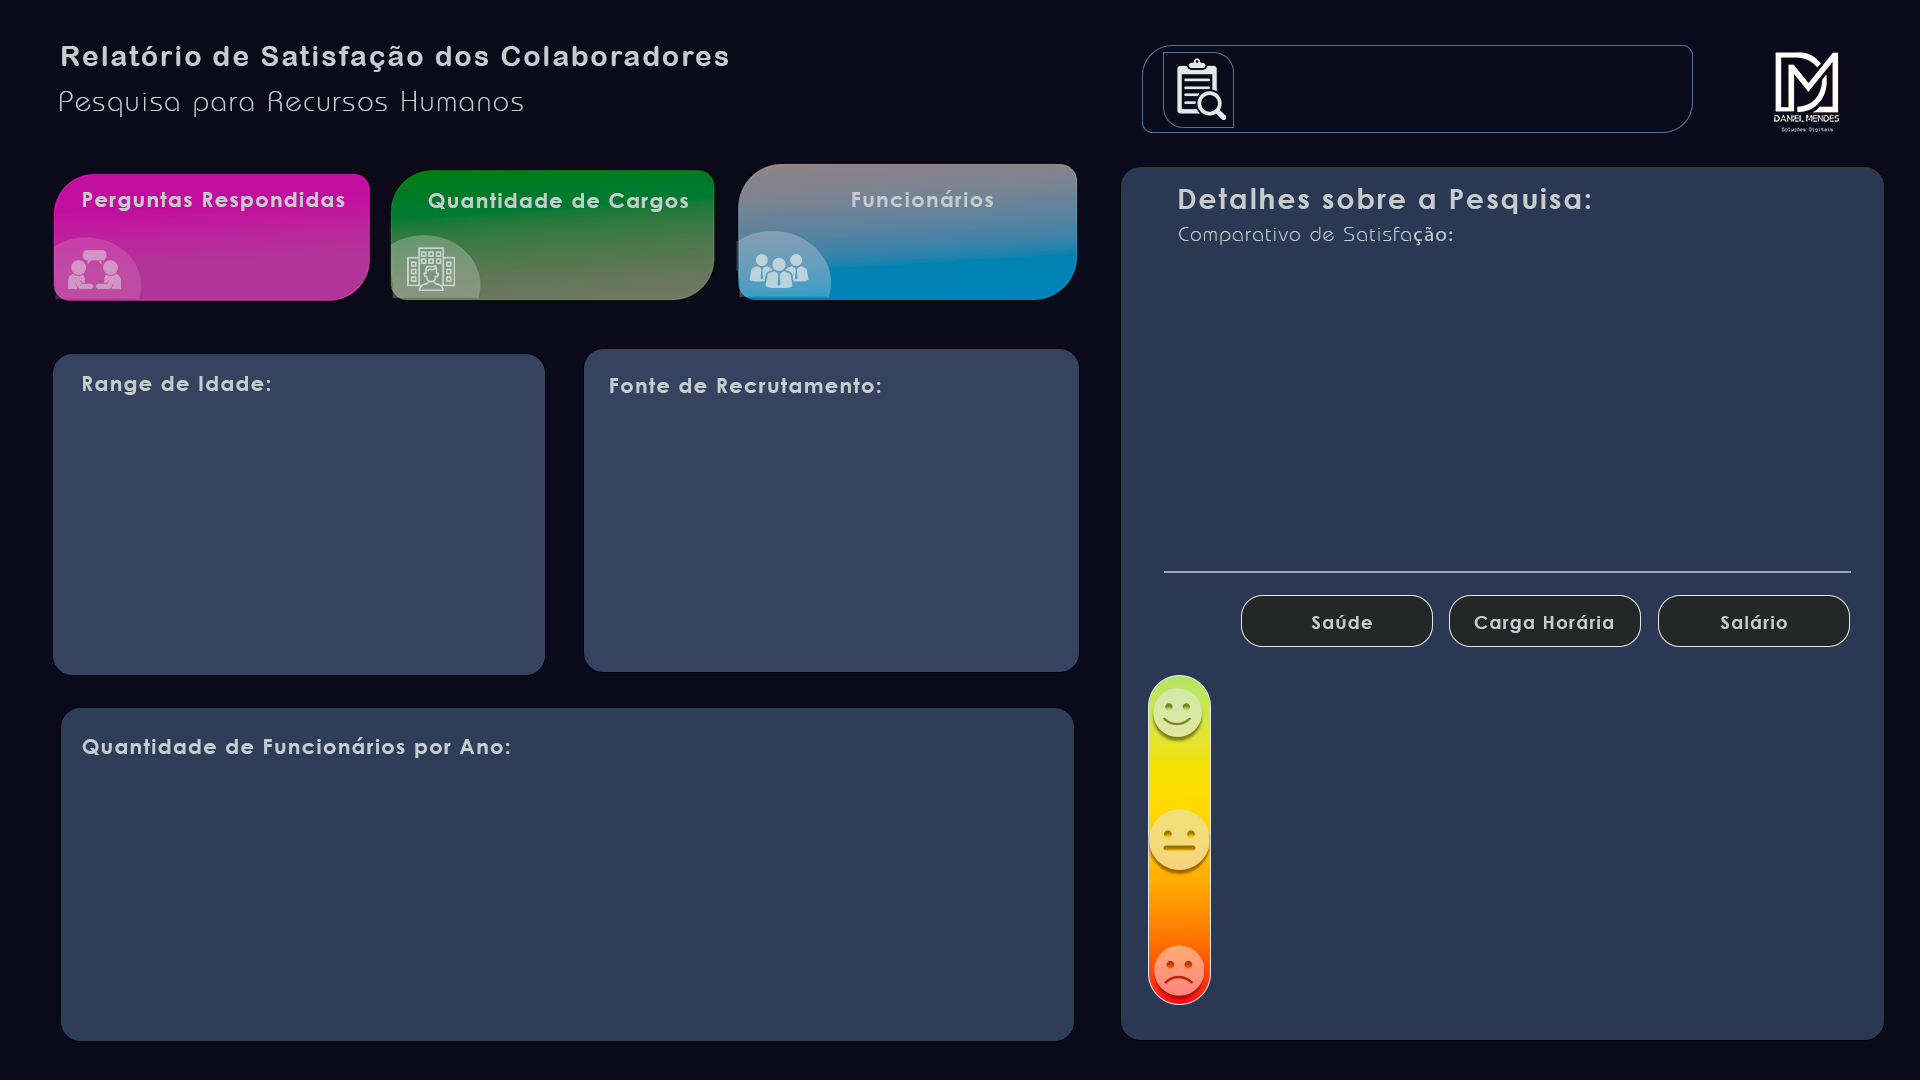 Relatório de Satisfação dos Colaboradores
Pesquisa para Recursos Humanos
DANIEL MENDES
Soluções Digitais
Perguntas Respondidas
Quantidade de Cargos
Funcionários
Detalhes sobre a Pesquisa:
Comparativo de Satisfação:
Range de Idade:
Fonte de Recrutamento:
Saúde
Carga Horária
Salário
Quantidade de Funcionários por Ano: